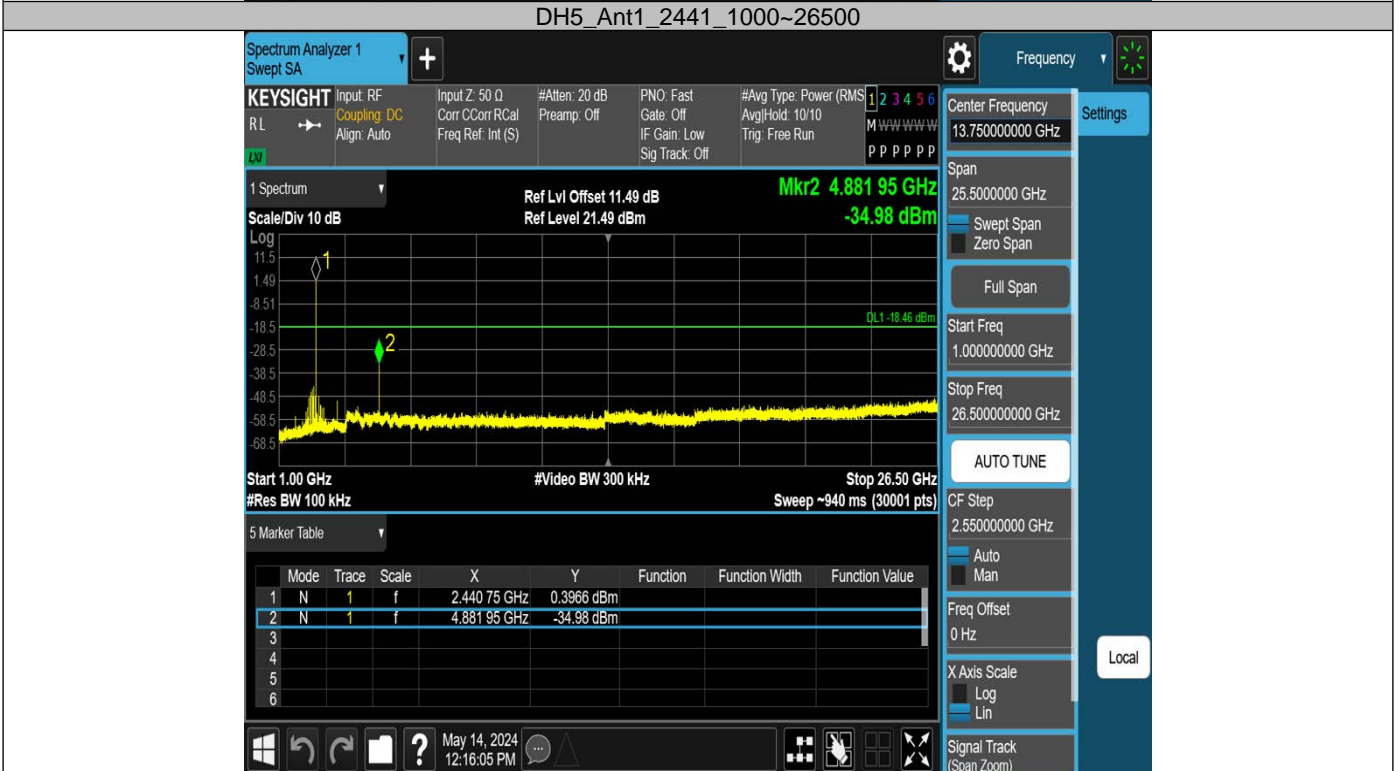 DH5_Ant1_2441_1000~26500
Spectrum Analyzer 1
Swept SA
+
Frequency
KEYSIGHT
RL
LXI
Input: RF
Coupling: DC
Align: Auto
Input Z: 50 Ω
Corr CCorr RCal
Freq Ref: Int (S)
#Atten: 20 dB
Preamp: Off
PNO: Fast
Gate: Off
IF Gain: Low
Sig Track: Off
#Avg Type: Power (RMS
Avg|Hold: 10/10
Trig: Free Run
1 2 3 4 5 6
M W W W W W
P P P P P P
Center Frequency
13.750000000 GHz
Settings
Span
25.5000000 GHz
Swept Span
Zero Span
Full Span
Start Freq
1.000000000 GHz
Stop Freq
26.500000000 GHz
AUTO TUNE
CF Step
2.550000000 GHz
Auto
Man
Freq Offset
0 Hz
X Axis Scale
Log
Lin
Signal Track
(Span Zoom)
Local
1 Spectrum
Scale/Div 10 dB
Ref Lvl Offset 11.49 dB
Ref Level 21.49 dBm
Mkr2 4.881 95 GHz
-34.98 dBm
Log
11.5
1.49
-8.51
-18.5
-28.5
-38.5
-48.5
-58.5
-68.5
1
2
DL1 -18.46 dBm
Start 1.00 GHz
#Res BW 100 kHz
#Video BW 300 kHz
Stop 26.50 GHz
Sweep ~940 ms (30001 pts)
5 Marker Table
Mode Trace Scale X Y Function Function Width Function Value
1 N 1 f 2.440 75 GHz 0.3966 dBm
2 N 1 f 4.881 95 GHz -34.98 dBm
3
4
5
6
?
May 14, 2024
12:16:05 PM